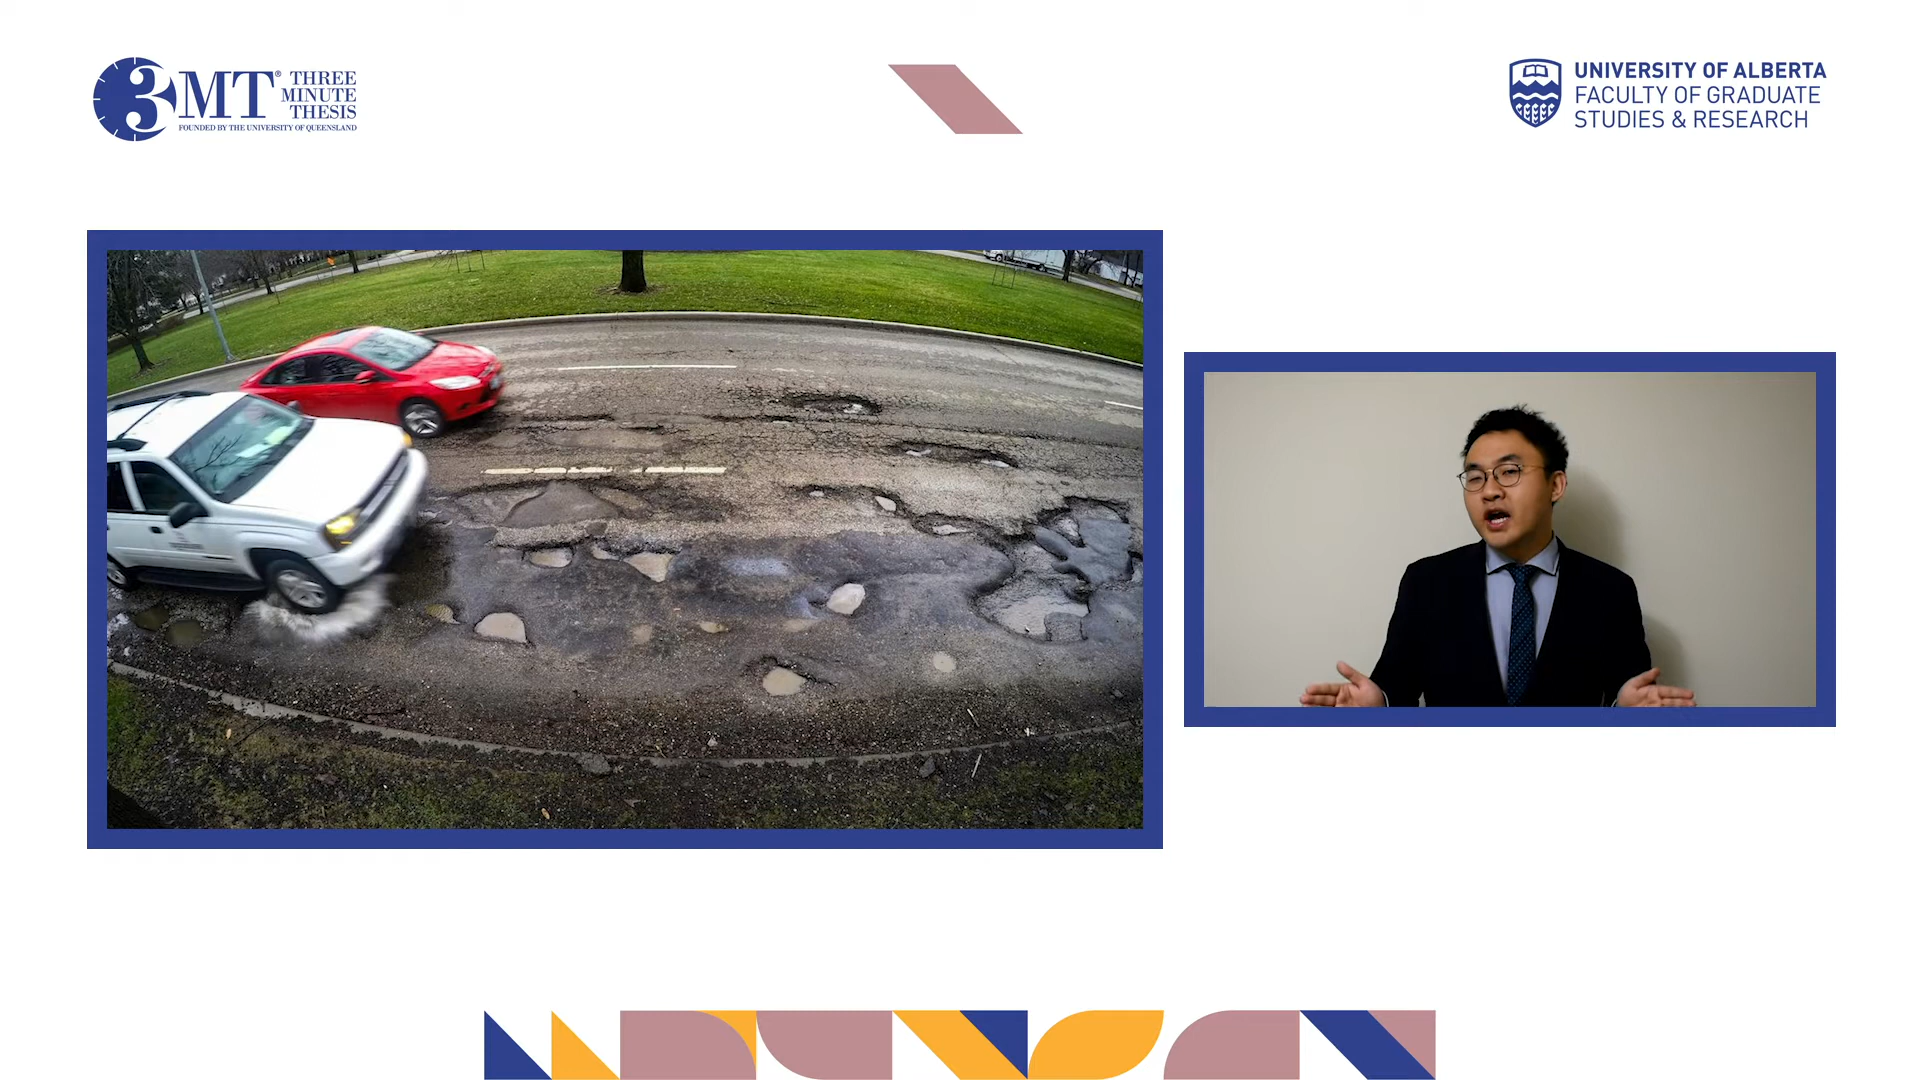 3MT® THREE
MINUTE
THESIS
FOUNDED BY THE UNIVERSITY OF QUEENSLAND
UNIVERSITY OF ALBERTA
FACULTY OF GRADUATE
STUDIES & RESEARCH